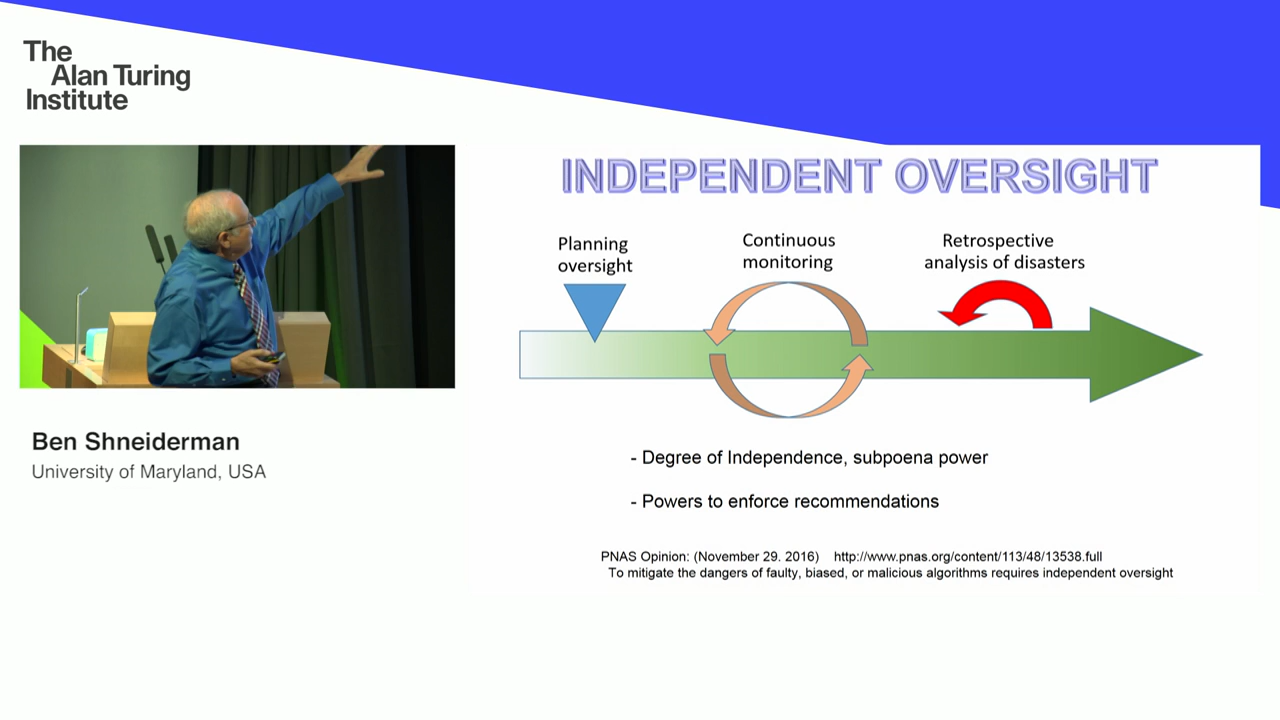 The
Alan Turing
Institute
INDEPENDENT OVERSIGHT
Planning
oversight
Continuous
monitoring
Retrospective
analysis of disasters
- Degree of Independence, subpoena power
- Powers to enforce recommendations
PNAS Opinion: (November 29. 2016) http://www.pnas.org/content/113/48/13538.full
To mitigate the dangers of faulty, biased, or malicious algorithms requires independent oversight
Ben Shneiderman
University of Maryland, USA